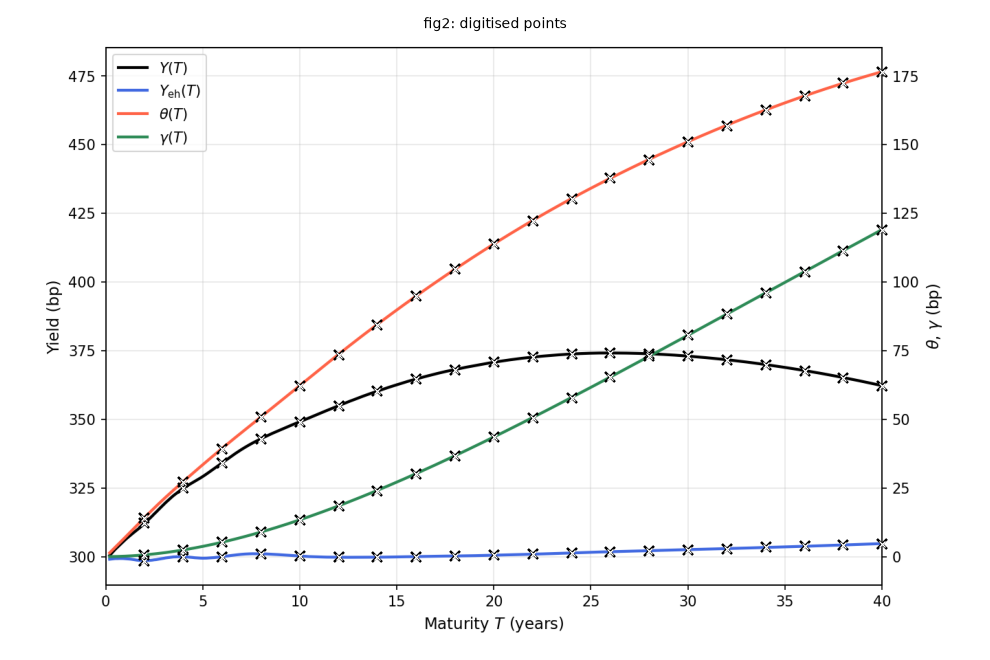 fig2: digitised points
Y(T)
Y_eh(T)
θ(T)
γ(T)
475
450
425
400
375
350
325
300
Yield (bp)
175
150
125
100
75
50
25
0
θ, γ (bp)
0 5 10 15 20 25 30 35 40
Maturity T (years)